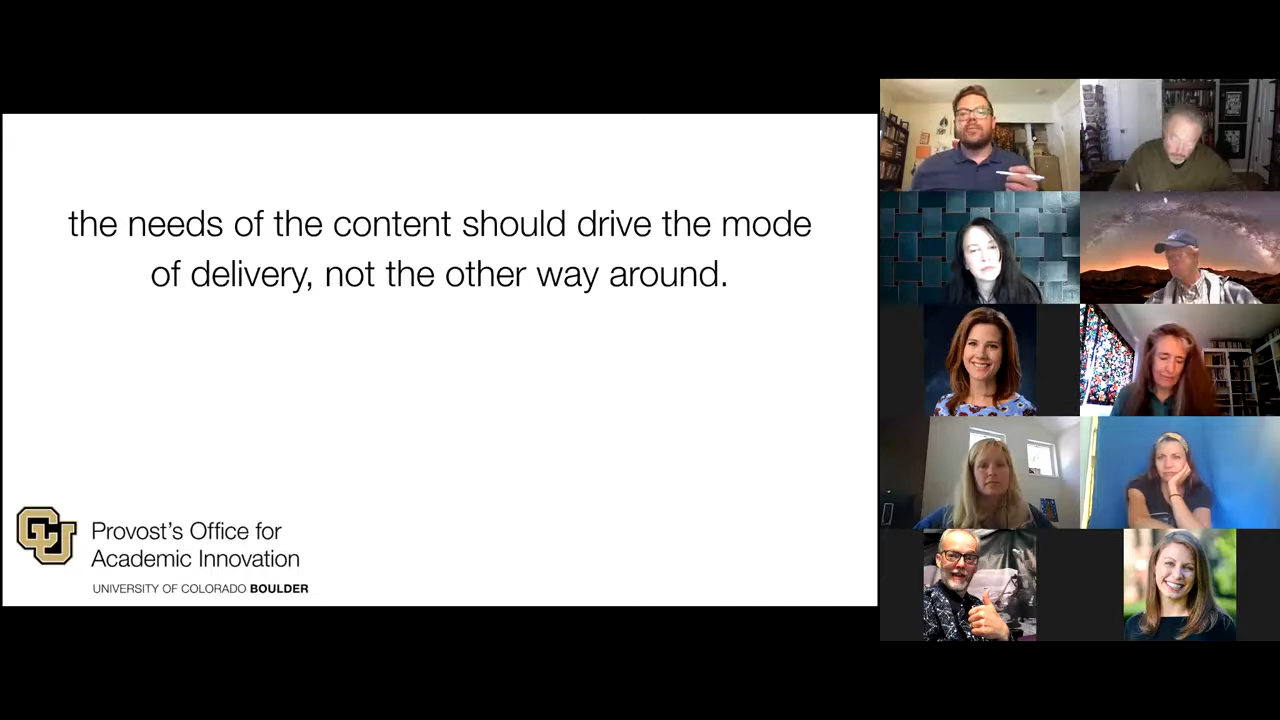 the needs of the content should drive the mode
of delivery, not the other way around.
CU
Provost's Office for
Academic Innovation
UNIVERSITY OF COLORADO BOULDER